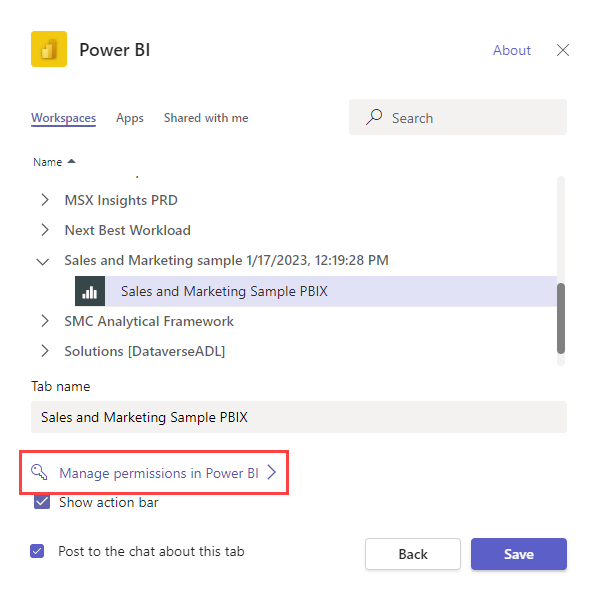 Power BI
About
Workspaces Apps Shared with me
Search
Name
MSX Insights PRD
Next Best Workload
Sales and Marketing sample 1/17/2023, 12:19:28 PM
Sales and Marketing Sample PBIX
SMC Analytical Framework
Solutions [DataverseADL]
Tab name
Sales and Marketing Sample PBIX
Manage permissions in Power BI
Show action bar
Post to the chat about this tab
Back
Save